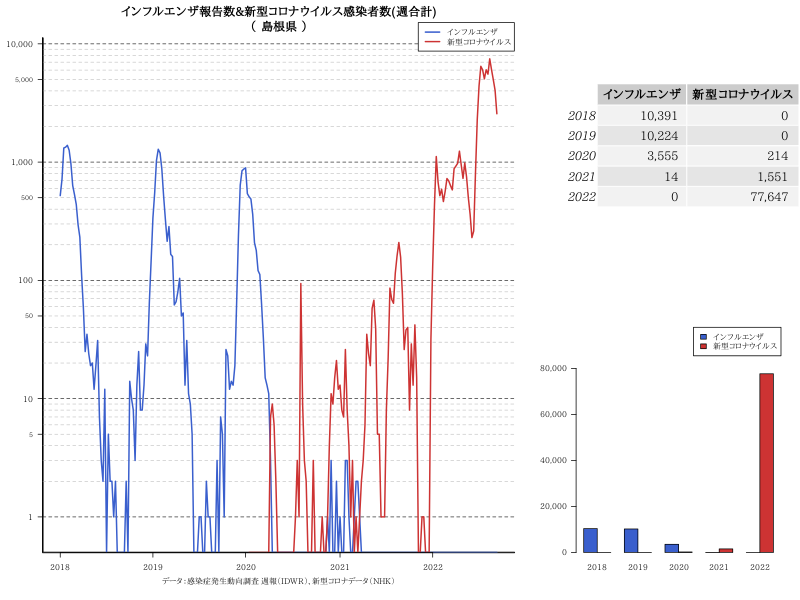 インフルエンザ報告数&新型コロナウイルス感染者数(週合計)
( 島根県 )
インフルエンザ
新型コロナウイルス
10,000
5,000
1,000
500
100
50
10
5
1
2018 2019 2020 2021 2022
データ：感染症発生動向調査 週報(IDWR)、新型コロナデータ(NHK)
インフルエンザ 新型コロナウイルス
2018 10,391 0
2019 10,224 0
2020 3,555 214
2021 14 1,551
2022 0 77,647
インフルエンザ
新型コロナウイルス
80,000
60,000
40,000
20,000
0
2018 2019 2020 2021 2022